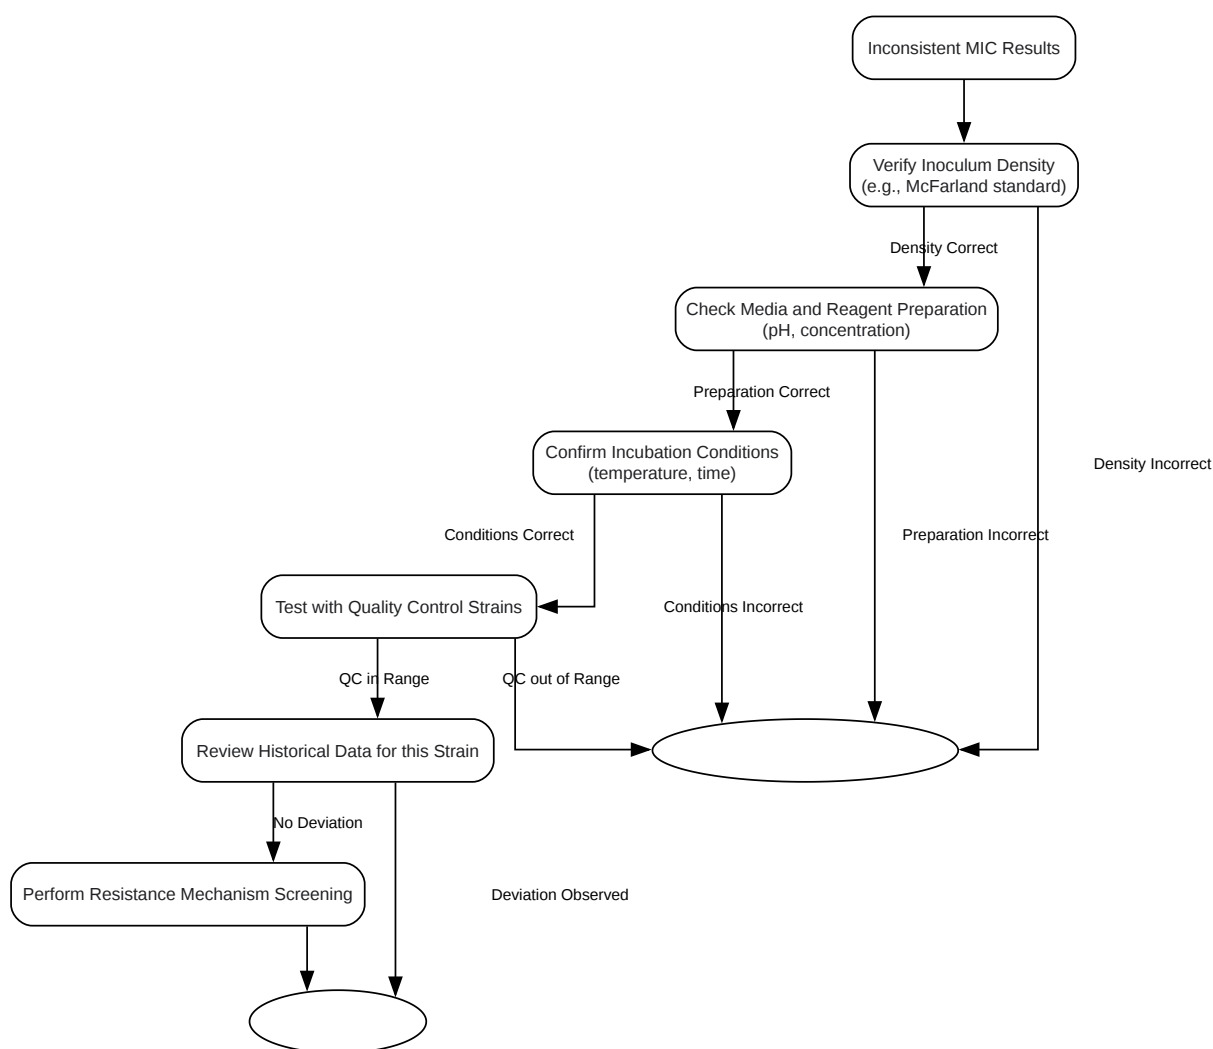 Inconsistent MIC Results
Verify Inoculum Density
(e.g., McFarland standard)
Density Correct
Check Media and Reagent Preparation
(pH, concentration)
Preparation Correct
Confirm Incubation Conditions
(temperature, time)
Density Incorrect
Conditions Correct
Preparation Incorrect
Test with Quality Control Strains
Conditions Incorrect
QC in Range
QC out of Range
Review Historical Data for this Strain
No Deviation
Perform Resistance Mechanism Screening
Deviation Observed